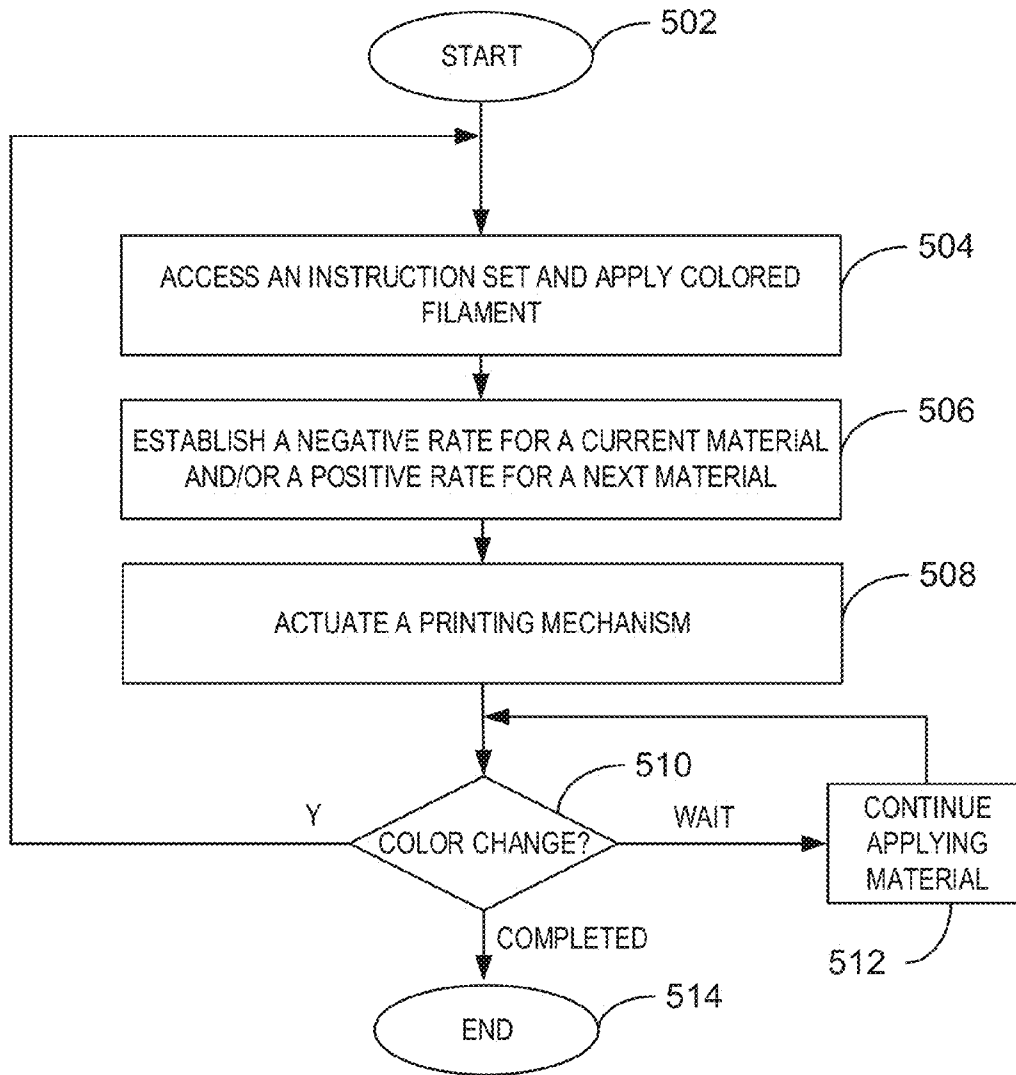 502
START
504
ACCESS AN INSTRUCTION SET AND APPLY COLORED
FILAMENT
506
ESTABLISH A NEGATIVE RATE FOR A CURRENT MATERIAL
AND/OR A POSITIVE RATE FOR A NEXT MATERIAL
508
ACTUATE A PRINTING MECHANISM
510
Y
COLOR CHANGE?
WAIT
CONTINUE
APPLYING
MATERIAL
512
COMPLETED
END
514